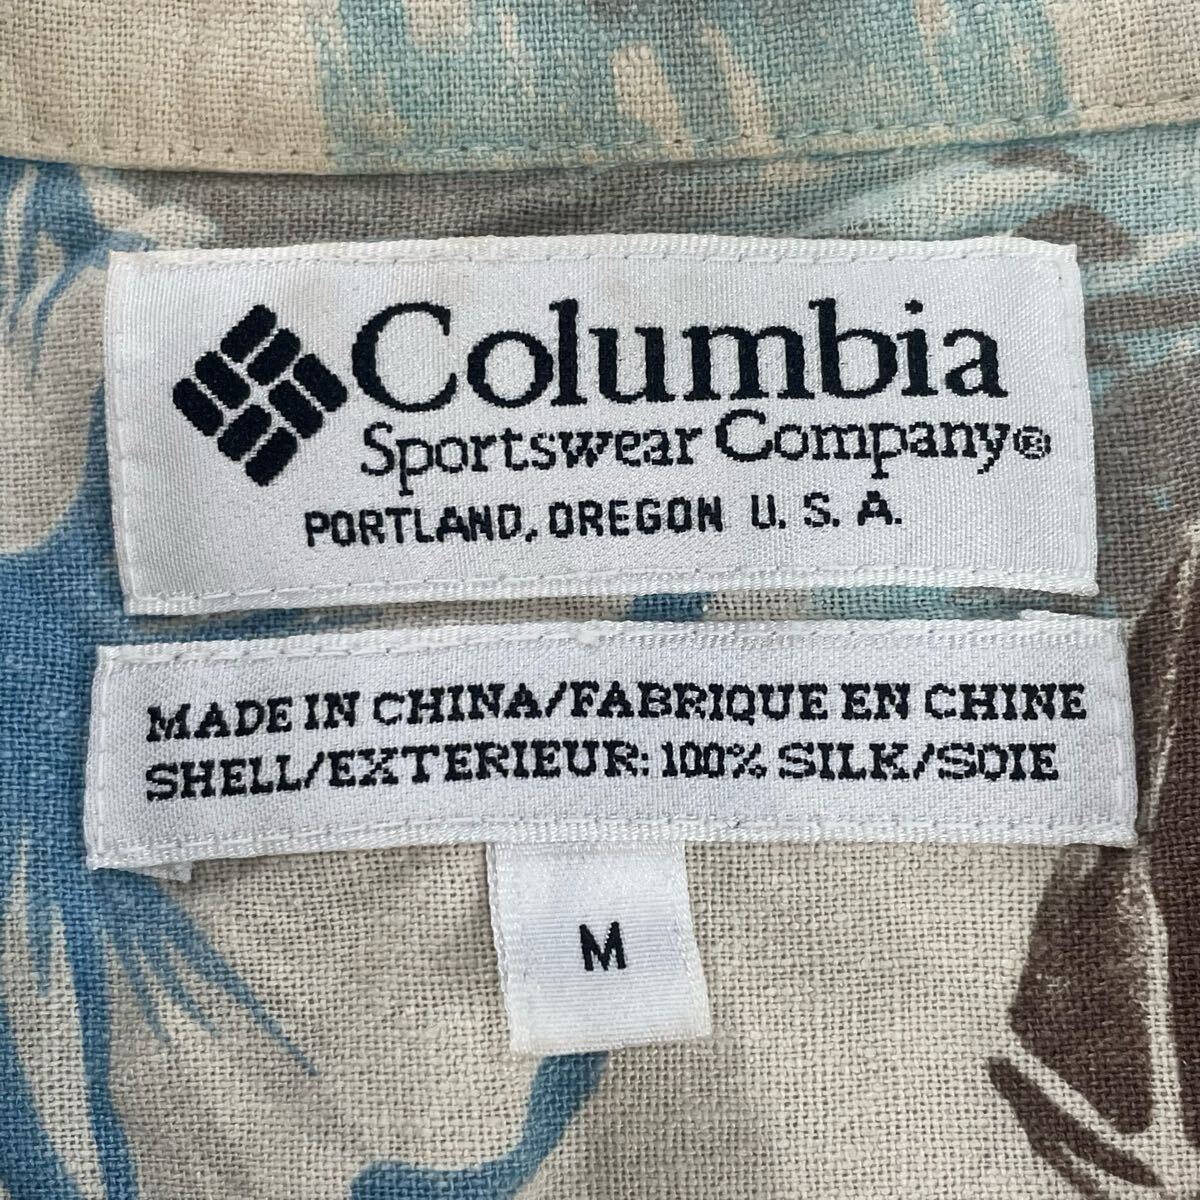 Columbia
Sportswear Company®
PORTLAND, OREGON U. S. A.
MADE IN CHINA/FABRIQUE EN CHINE
SHELL/EXTERIEUR: 100% SILK/SOIE
M